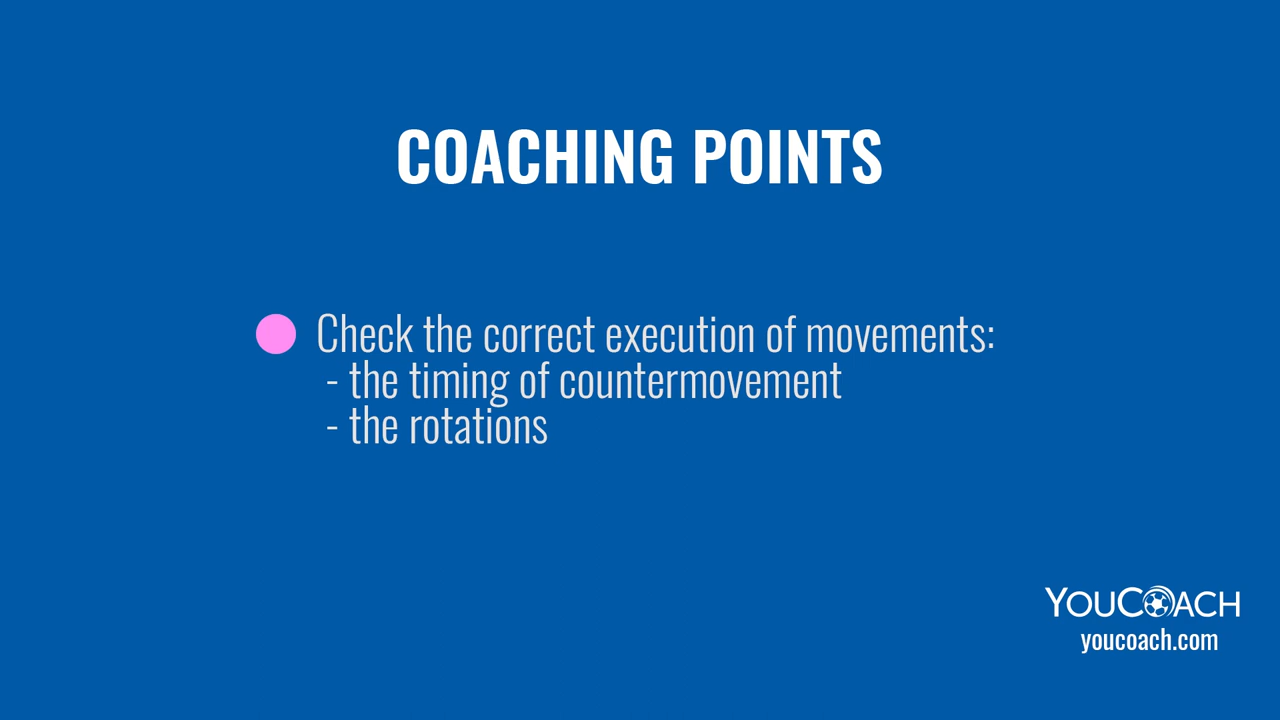 COACHING POINTS
Check the correct execution of movements:
- the timing of countermovement
- the rotations
YOUCOACH
youcoach.com